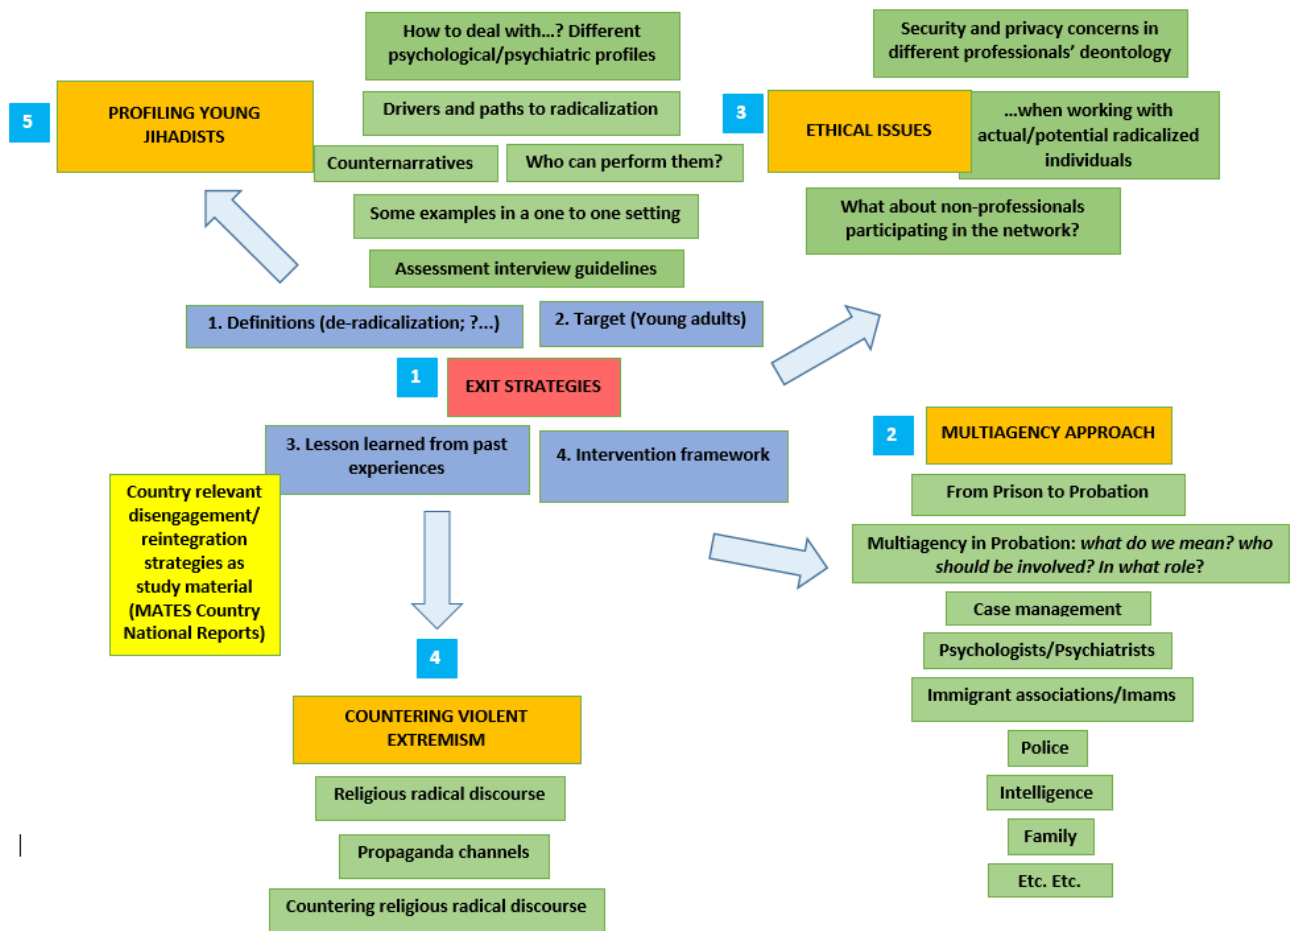 How to deal with...? Different
psychological/psychiatric profiles
Security and privacy concerns in
different professionals' deontology
5
PROFILING YOUNG
JIHADISTS
Drivers and paths to radicalization
3
ETHICAL ISSUES
...when working with
actual/potential radicalized
individuals
Counternarratives
Who can perform them?
Some examples in a one to one setting
What about non-professionals
participating in the network?
Assessment interview guidelines
1. Definitions (de-radicalization; ?...)
2. Target (Young adults)
1
EXIT STRATEGIES
3. Lesson learned from past
experiences
4. Intervention framework
2
MULTIAGENCY APPROACH
Country relevant
disengagement/
reintegration
strategies as
study material
(MATES Country
National Reports)
From Prison to Probation
Multiagency in Probation: what do we mean? who
should be involved? In what role?
Case management
Psychologists/Psychiatrists
Immigrant associations/Imams
Police
Intelligence
Family
Etc. Etc.
4
COUNTERING VIOLENT
EXTREMISM
Religious radical discourse
Propaganda channels
Countering religious radical discourse